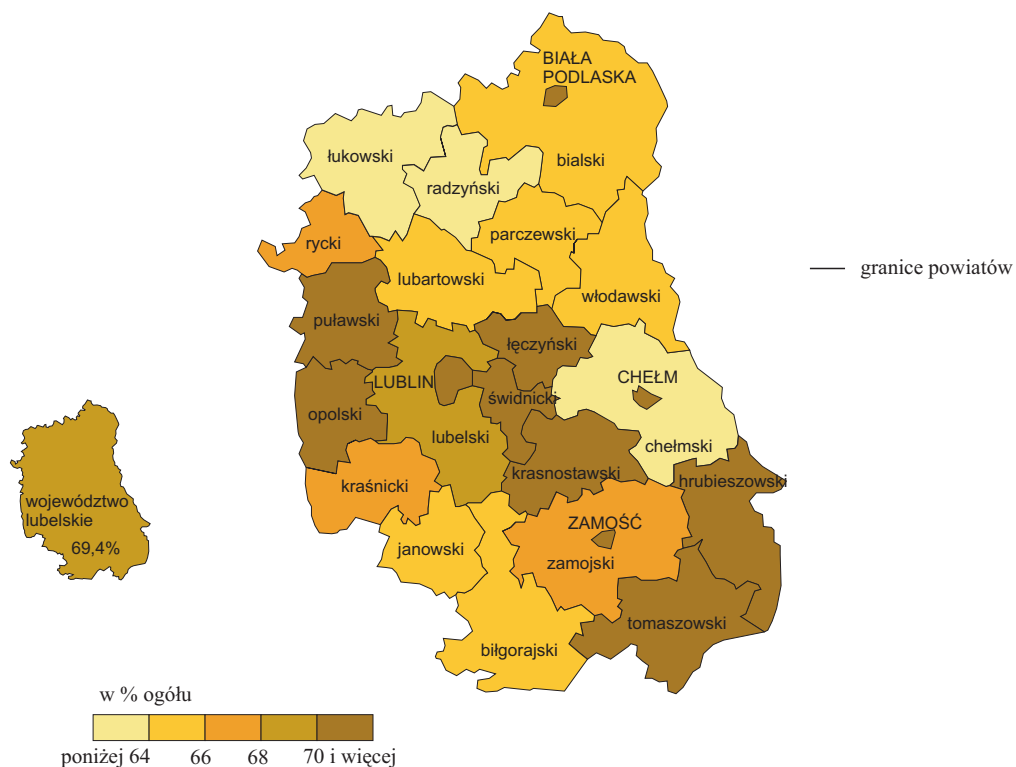 BIAŁA
PODLASKA
łukowski
bialski
radzyński
parczewski
rycki
lubartowski
włodawski
puławski
łęczyński
LUBLIN
CHEŁM
opolski
świdnicki
lubelski
chełmski
krasnostawski
hrubieszowski
kraśnicki
ZAMOŚĆ
janowski
zamojski
tomaszowski
biłgorajski
granice powiatów
województwo
lubelskie
69,4%
w % ogółu
poniżej 64 66 68 70 i więcej